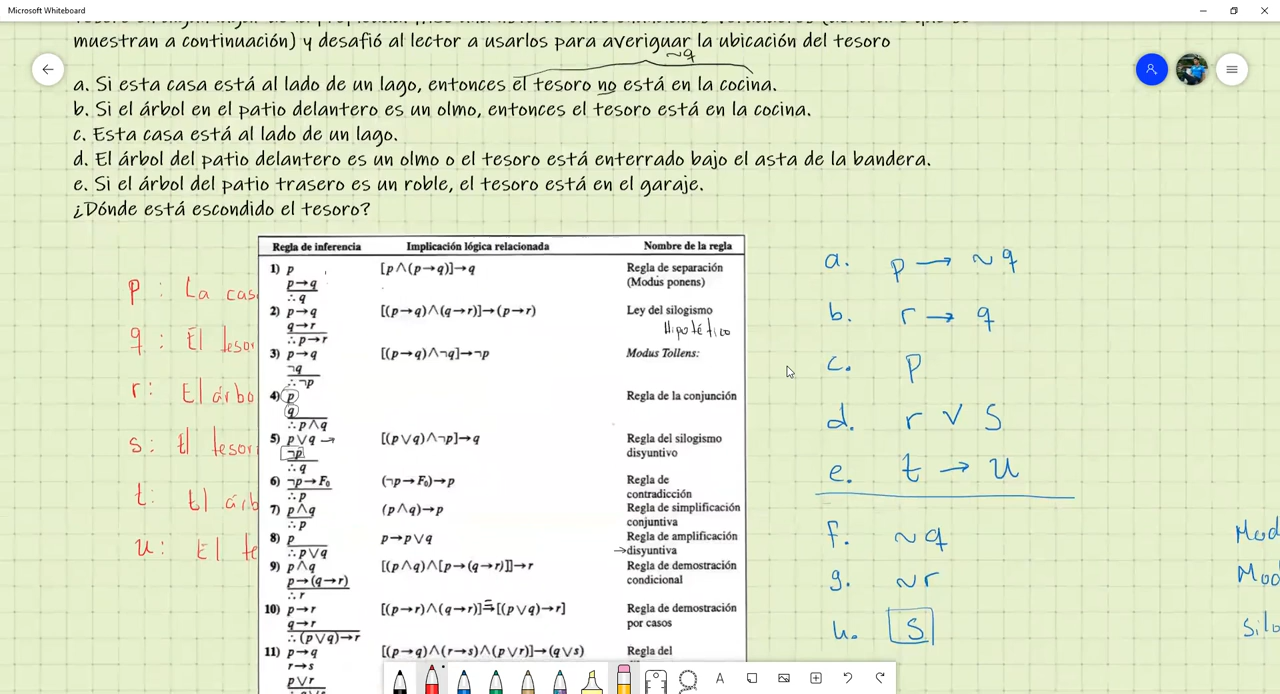 Microsoft Whiteboard
muestran a continuación) y desafió al lector a usarlos para averiguar la ubicación del tesoro
~q
a. Si esta casa está al lado de un lago, entonces el tesoro no está en la cocina.
b. Si el árbol en el patio delantero es un olmo, entonces el tesoro está en la cocina.
c. Esta casa está al lado de un lago.
d. El árbol del patio delantero es un olmo o el tesoro está enterrado bajo el asta de la bandera.
e. Si el árbol del patio trasero es un roble, el tesoro está en el garaje.
¿Dónde está escondido el tesoro?
p : La cas
q : El teso
r : El árbo
s : El tesor
t : El árb
u : El te
Regla de inferencia Implicación lógica relacionada Nombre de la regla
1) p [p∧(p→q)]→q Regla de separación
p→q (Modus ponens)
∴q
2) p→q [(p→q)∧(q→r)]→(p→r) Ley del silogismo
q→r Hipotético
∴p→r
3) p→q [(p→q)∧¬q]→¬p Modus Tollens:
¬q
∴¬p
4) p Regla de la conjunción
q
∴p∧q
5) p∨q → [(p∨q)∧¬p]→q Regla del silogismo
¬p disyuntivo
∴q
6) ¬p→F₀ (¬p→F₀)→p Regla de
∴p contradicción
7) p∧q (p∧q)→p Regla de simplificación
∴p conjuntiva
8) p p→p∨q Regla de amplificación
∴p∨q →disyuntiva
9) p∧q [(p∧q)∧[p→(q→r)]]→r Regla de demostración
p→(q→r) condicional
∴r
10) p→r [(p→r)∧(q→r)]→[(p∨q)→r] Regla de demostración
q→r por casos
∴(p∨q)→r
11) p→q [(p→q)∧(r→s)∧(p∨r)]→(q∨s) Regla del
r→s
p∨r
a. p → ~q
b. r → q
c. p
d. r ∨ s
e. t → u
f. ~q Mod
g. ~r Mod
h. s Silo